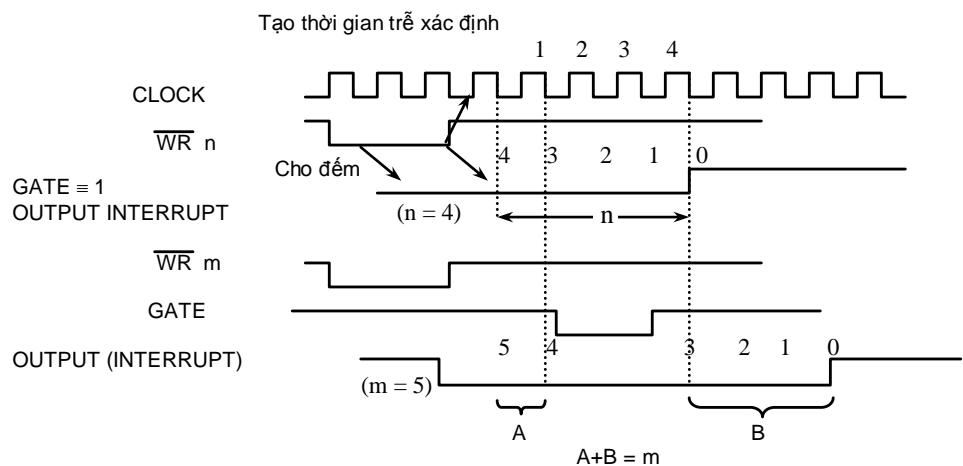 Tạo thời gian trễ xác định
1 2 3 4
CLOCK
WR n
Cho đếm
4 3 2 1 0
GATE ≡ 1
OUTPUT INTERRUPT
(n = 4)
n
WR m
GATE
OUTPUT (INTERRUPT)
5 4 3 2 1 0
(m = 5)
A B
A+B = m